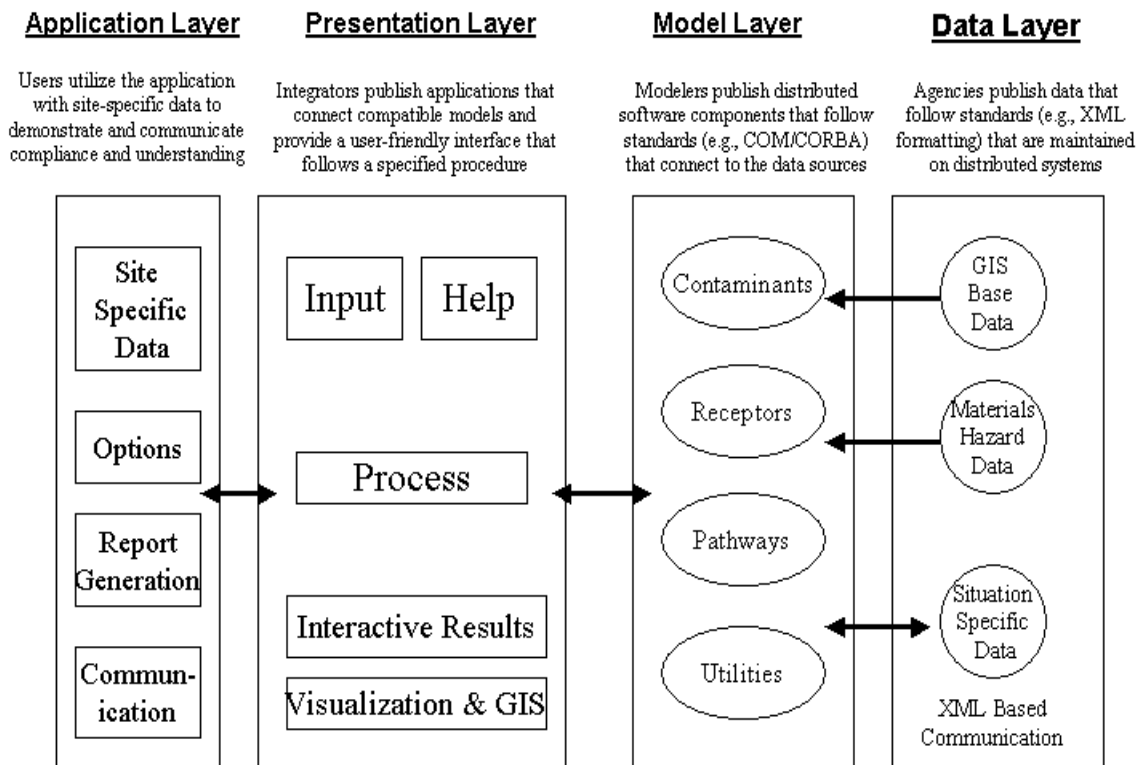 Application Layer
Users utilize the application
with site-specific data to
demonstrate and communicate
compliance and understanding
Site
Specific
Data
Options
Report
Generation
Commun-
ication
Presentation Layer
Integrators publish applications that
connect compatible models and
provide a user-friendly interface that
follows a specified procedure
Input
Help
Process
Interactive Results
Visualization & GIS
Model Layer
Modelers publish distributed
software components that follow
standards (e.g., COM/CORBA)
that connect to the data sources
Contaminants
Receptors
Pathways
Utilities
Data Layer
Agencies publish data that
follow standards (e.g., XML
formatting) that are maintained
on distributed systems
GIS
Base
Data
Materials
Hazard
Data
Situation
Specific
Data
XML Based
Communication